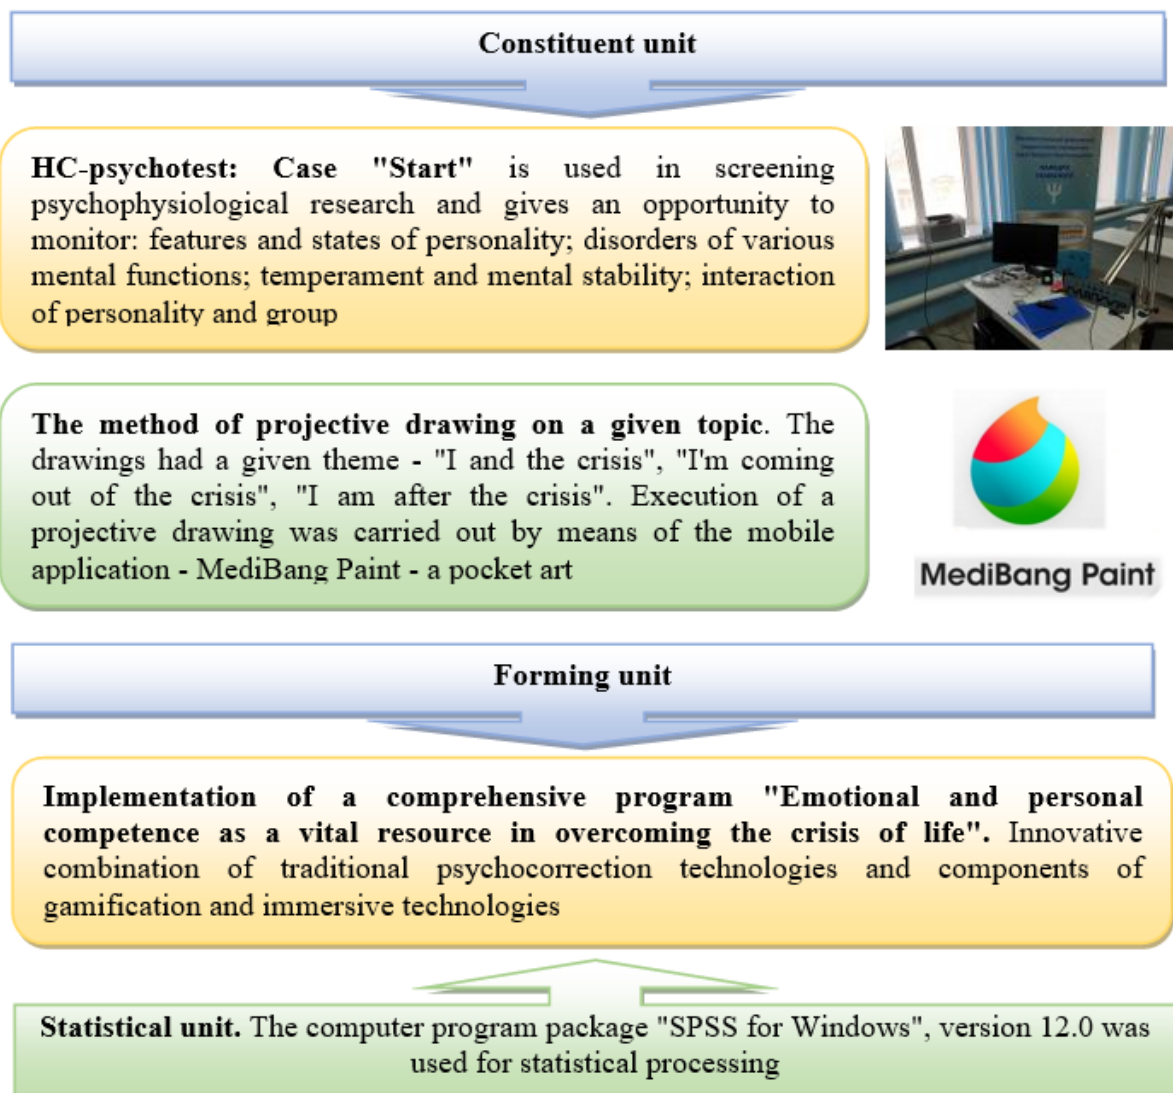 Constituent unit
HC-psychotest: Case "Start" is used in screening
psychophysiological research and gives an opportunity to
monitor: features and states of personality; disorders of various
mental functions; temperament and mental stability; interaction
of personality and group
The method of projective drawing on a given topic. The
drawings had a given theme - "I and the crisis", "I'm coming
out of the crisis", "I am after the crisis". Execution of a
projective drawing was carried out by means of the mobile
application - MediBang Paint - a pocket art
MediBang Paint
Forming unit
Implementation of a comprehensive program "Emotional and personal
competence as a vital resource in overcoming the crisis of life". Innovative
combination of traditional psychocorrection technologies and components of
gamification and immersive technologies
Statistical unit. The computer program package "SPSS for Windows", version 12.0 was
used for statistical processing